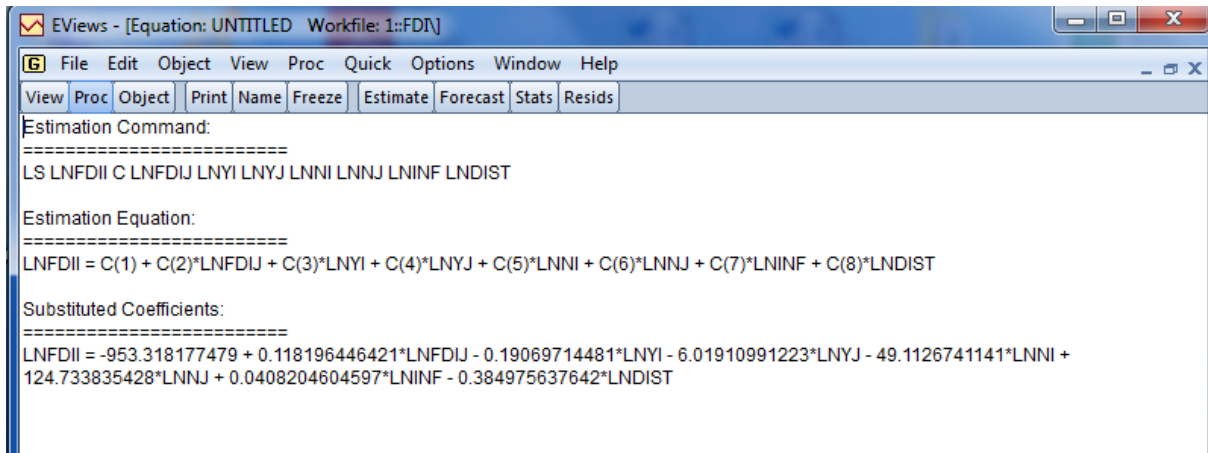 EViews - [Equation: UNTITLED Workfile: 1::FDI\]
G File Edit Object View Proc Quick Options Window Help
View Proc Object Print Name Freeze Estimate Forecast Stats Resids
Estimation Command:
=========================
LS LNFDII C LNFDIJ LNYI LNYJ LNNI LNNJ LNINF LNDIST
Estimation Equation:
=========================
LNFDII = C(1) + C(2)*LNFDIJ + C(3)*LNYI + C(4)*LNYJ + C(5)*LNNI + C(6)*LNNJ + C(7)*LNINF + C(8)*LNDIST
Substituted Coefficients:
=========================
LNFDII = -953.318177479 + 0.118196446421*LNFDIJ - 0.19069714481*LNYI - 6.01910991223*LNYJ - 49.1126741141*LNNI +
124.733835428*LNNJ + 0.0408204604597*LNINF - 0.384975637642*LNDIST